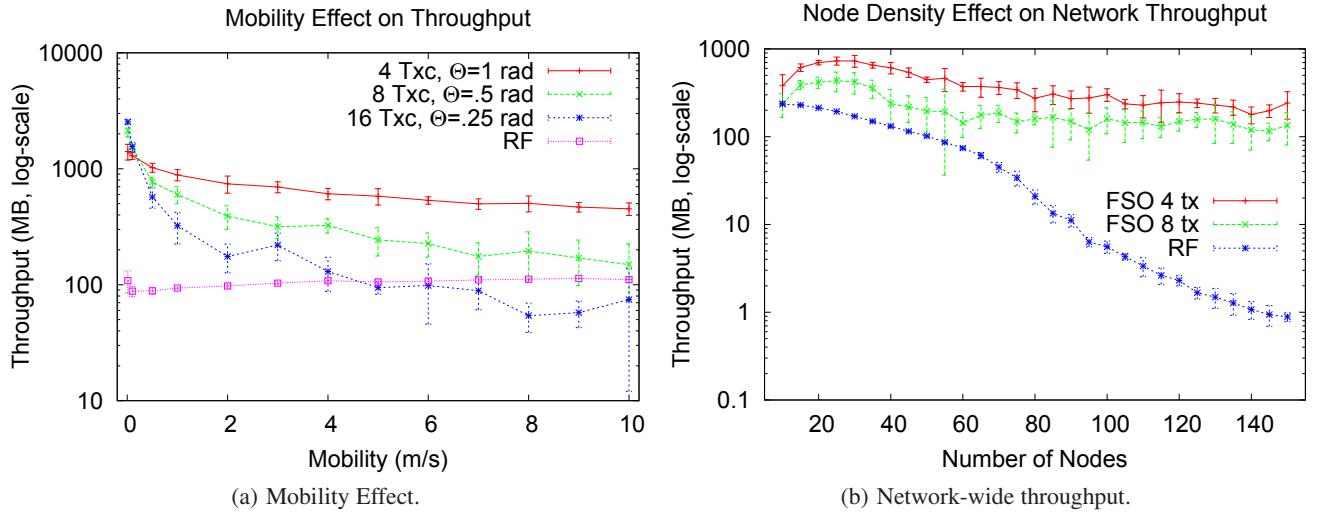 Mobility Effect on Throughput
10000
1000
100
10
Throughput (MB, log-scale)
4 Txc, Θ=1 rad
8 Txc, Θ=.5 rad
16 Txc, Θ=.25 rad
RF
0 2 4 6 8 10
Mobility (m/s)
(a) Mobility Effect.
Node Density Effect on Network Throughput
1000
100
10
1
0.1
Throughput (MB, log-scale)
FSO 4 tx
FSO 8 tx
RF
20 40 60 80 100 120 140
Number of Nodes
(b) Network-wide throughput.